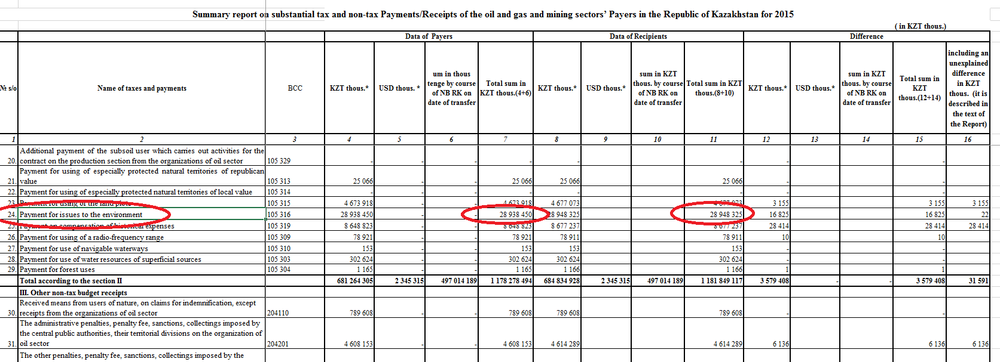 Summary report on substantial tax and non-tax Payments/Receipts of the oil and gas and mining sectors' Payers in the Republic of Kazakhstan for 2015
( in KZT thous.)
Data of Payers Data of Recipients Difference
№ s/o Name of taxes and payments BCC KZT thous.* USD thous. * um in thous tenge by course of NB RK on date of transfer Total sum in KZT thous.(4+6) KZT thous.* USD thous.* sum in KZT thous. by course of NB RK on date of transfer Total sum in KZT thous.(8+10) KZT thous.* USD thous.* sum in KZT thous. by course of NB RK on date of transfer Total sum in KZT thous.(12+14) including an unexplained difference in KZT thous. (it is described in the text of the Report)
1 2 3 4 5 6 7 8 9 10 11 12 13 14 15 16
Additional payment of the subsoil user which carries out activities for the
20. contract on the production section from the organizations of oil sector 105 329 - - - - - - - -
Payment for using of especially protected natural territories of republican
21. value 105 313 25 066 - - 25 066 25 066 25 066 - -
22. Payment for using of especially protected natural territories of local value 105 314 - - - - - - - -
23. Payment for using of the land plots 105 315 4 673 918 - - 4 673 918 4 677 073 4 677 073 3 155 3 155 3 155
24. Payment for issues to the environment 105 316 28 938 450 - - 28 938 450 28 948 325 28 948 325 16 825 16 825 22
25. Payment on compensation of historical expenses 105 319 8 648 823 - - 8 648 823 8 677 237 8 677 237 28 414 28 414 28 414
26. Payment for using of a radio-frequency range 105 309 78 921 - - 78 921 78 911 78 911 10 10
27. Payment for use of navigable waterways 105 310 153 - - 153 153 153 - -
28. Payment for use of water resources of superficial sources 105 303 302 624 - - 302 624 302 624 302 624 - -
29. Payment for forest uses 105 304 1 165 - - 1 165 1 166 1 166 1 1
Total according to the section II 681 264 305 2 345 315 497 014 189 1 178 278 494 684 834 928 2 345 315 497 014 189 1 181 849 117 3 579 408 - - 3 579 408 31 591
III. Other non-tax budget receipts
Received means from users of nature, on claims for indemnification, except
30. receipts from the organizations of oil sector 204110 789 608 - - 789 608 789 608 789 608 - -
The administrative penalties, penalty fee, sanctions, collectings imposed by
the central public authorities, their territorial divisions on the organization of
31. oil sector 204201 4 608 153 - - 4 608 153 4 614 289 4 614 289 6 136 6 136 6 136
The other penalties, penalty fee, sanctions, collectings imposed by the